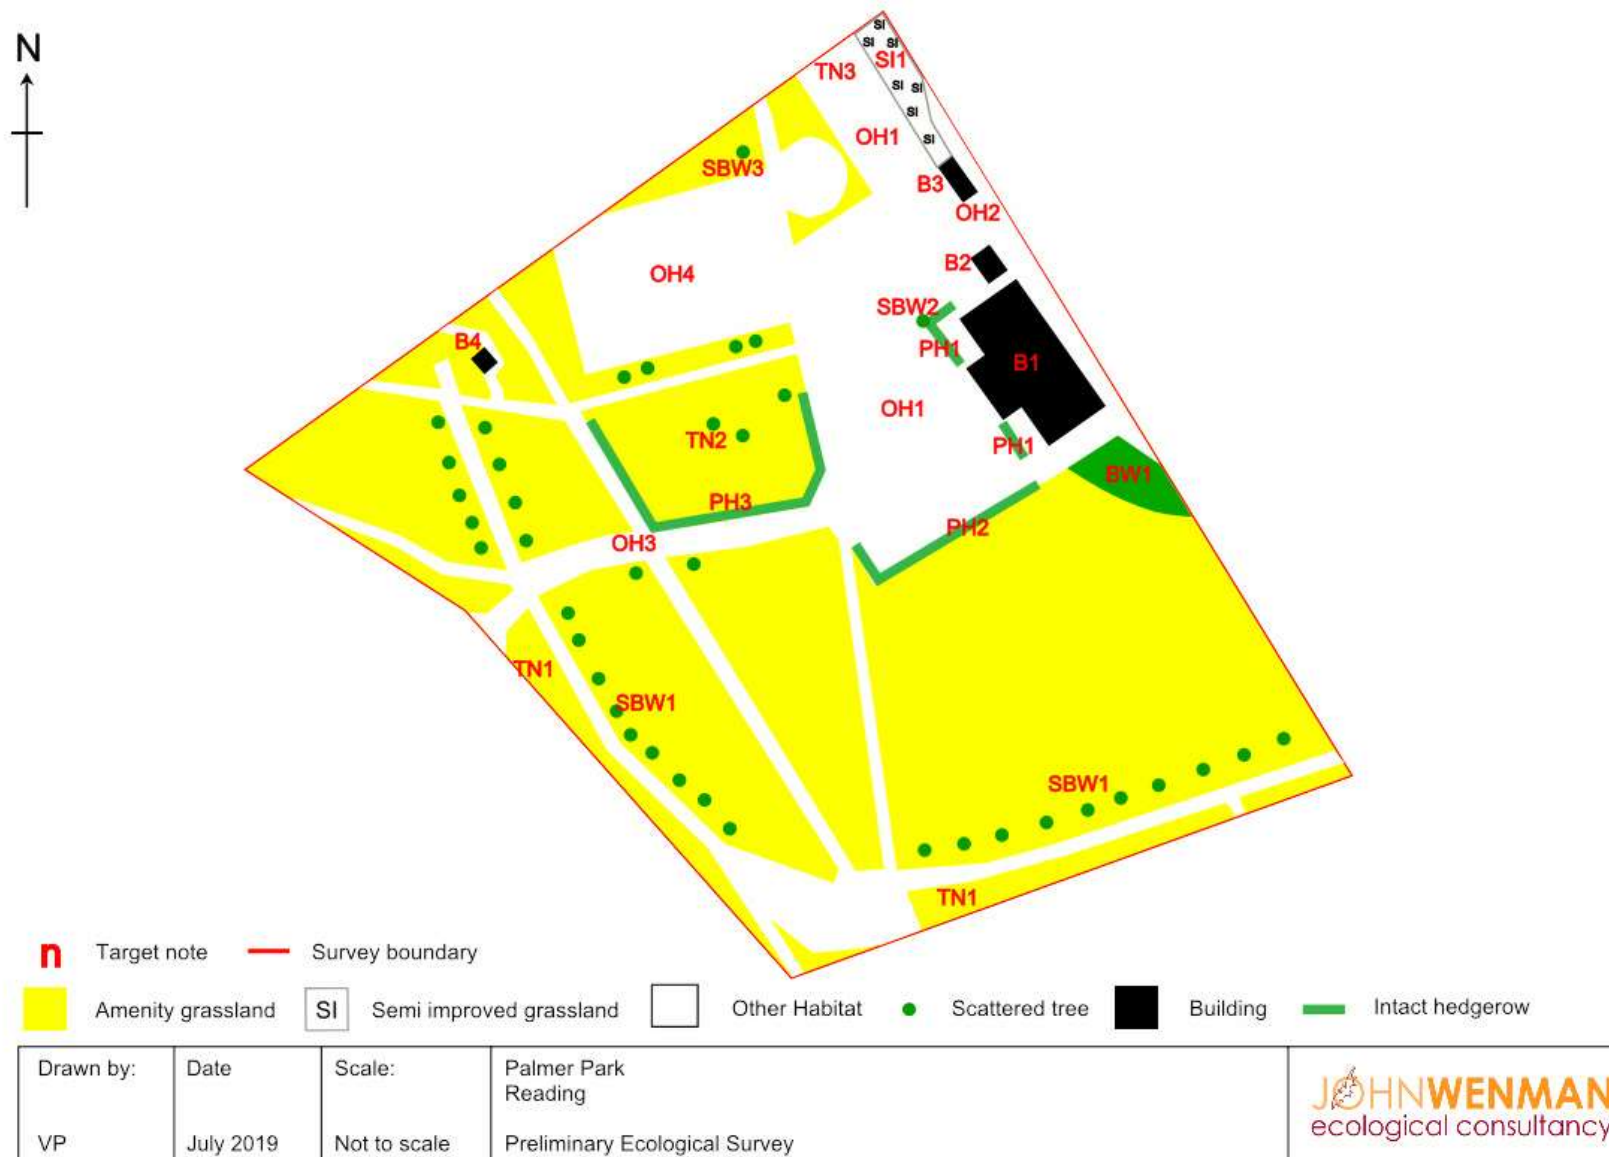 N
SI
SI SI
SI1
TN3
SI SI
SI
OH1
SI
SBW3
B3
OH2
B2
OH4
SBW2
B4
PH1
B1
OH1
TN2
PH1
BW1
PH3
PH2
OH3
TN1
SBW1
SBW1
TN1
n Target note Survey boundary
Amenity grassland SI Semi improved grassland Other Habitat Scattered tree Building Intact hedgerow
Drawn by: Date Scale: Palmer Park
Reading
VP July 2019 Not to scale Preliminary Ecological Survey
JOHNWENMAN
ecological consultancy